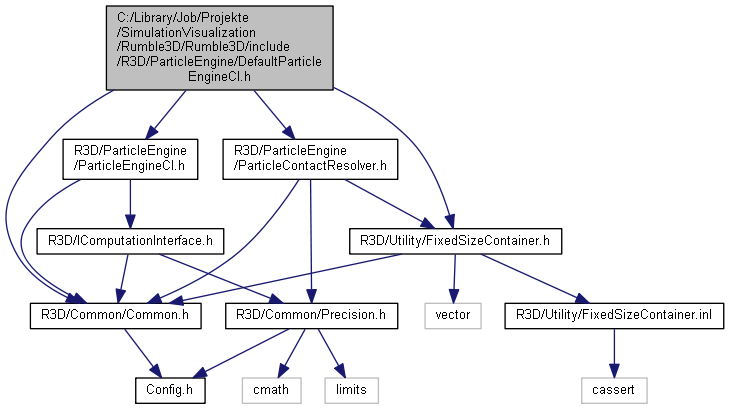 C:/Library/Job/Projekte
/SimulationVisualization
/Rumble3D/Rumble3D/include
/R3D/ParticleEngine/DefaultParticle
EngineCI.h
R3D/ParticleEngine
/ParticleEngineCI.h
R3D/ParticleEngine
/ParticleContactResolver.h
R3D/IComputationInterface.h
R3D/Utility/FixedSizeContainer.h
R3D/Common/Common.h
R3D/Common/Precision.h
vector
R3D/Utility/FixedSizeContainer.inl
Config.h
cmath
limits
cassert